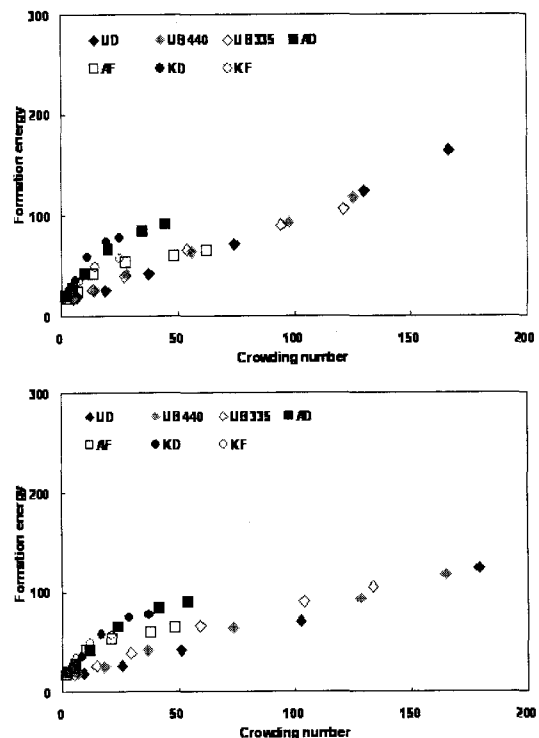 300
UD UB440 UB335 AD
AF KD KF
200
Formation energy
100
0
0 50 100 150 200
Crowding number
300
UD UB440 UB335 AD
AF KD KF
200
Formation energy
100
0
0 50 100 150 200
Crowding number